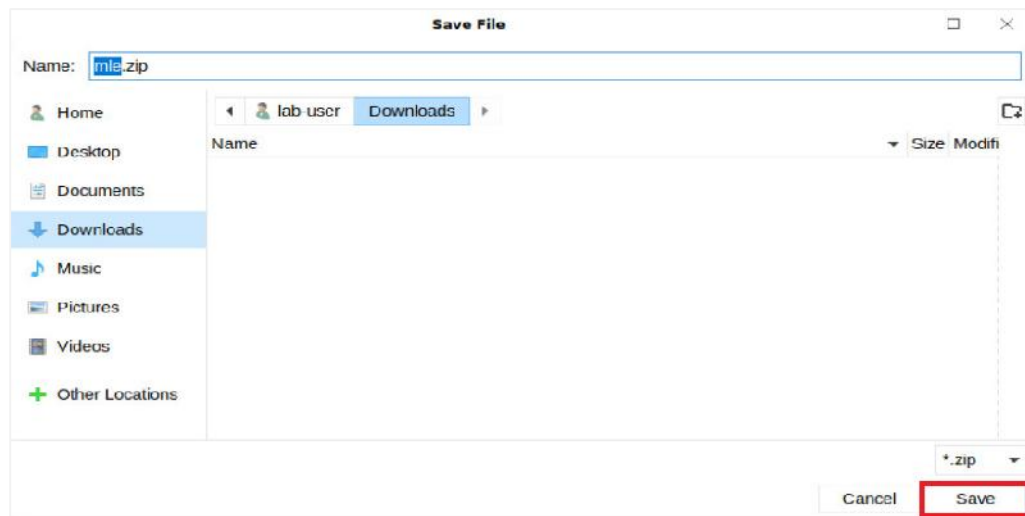 Save File
Name: mle.zip
Home
lab-user Downloads
Desktop
Name Size Modifi
Documents
Downloads
Music
Pictures
Videos
Other Locations
*.zip
Cancel Save